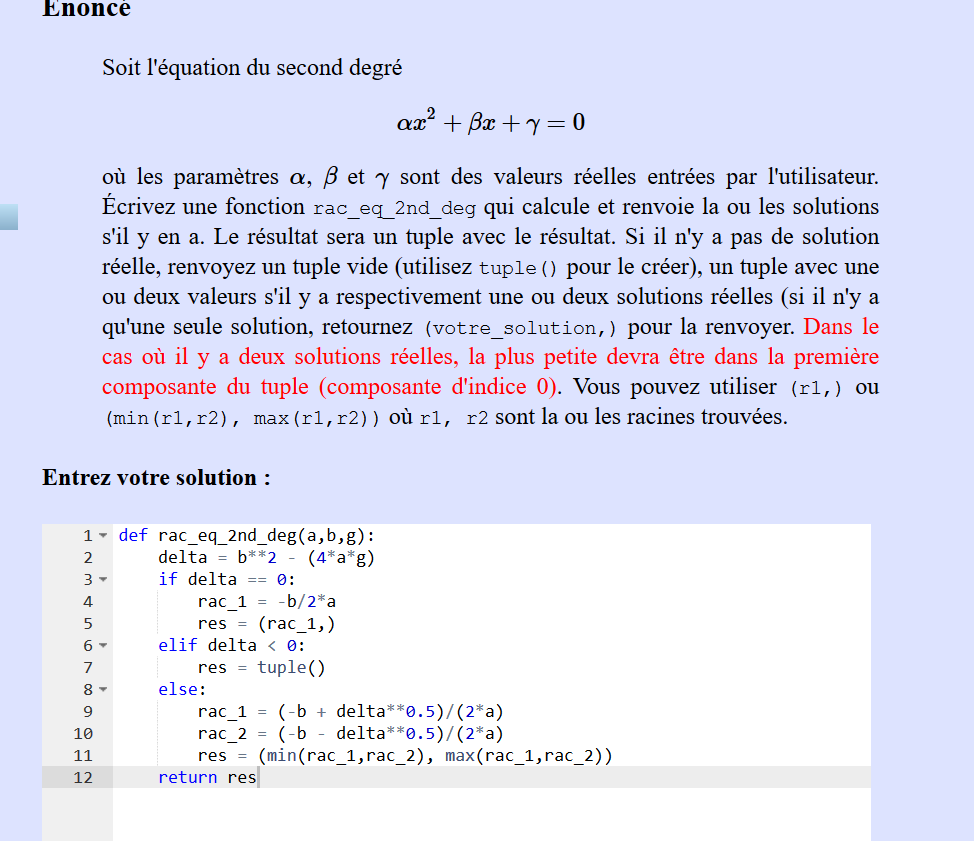 Énoncé
Soit l'équation du second degré
αx² + βx + γ = 0
où les paramètres α, β et γ sont des valeurs réelles entrées par l'utilisateur.
Écrivez une fonction rac_eq_2nd_deg qui calcule et renvoie la ou les solutions
s'il y en a. Le résultat sera un tuple avec le résultat. Si il n'y a pas de solution
réelle, renvoyez un tuple vide (utilisez tuple() pour le créer), un tuple avec une
ou deux valeurs s'il y a respectivement une ou deux solutions réelles (si il n'y a
qu'une seule solution, retournez (votre_solution,) pour la renvoyer. Dans le
cas où il y a deux solutions réelles, la plus petite devra être dans la première
composante du tuple (composante d'indice 0). Vous pouvez utiliser (r1,) ou
(min(r1,r2), max(r1,r2)) où r1, r2 sont la ou les racines trouvées.
Entrez votre solution :
1 def rac_eq_2nd_deg(a,b,g):
2 delta = b**2 - (4*a*g)
3 if delta == 0:
4 rac_1 = -b/2*a
5 res = (rac_1,)
6 elif delta < 0:
7 res = tuple()
8 else:
9 rac_1 = (-b + delta**0.5)/(2*a)
10 rac_2 = (-b - delta**0.5)/(2*a)
11 res = (min(rac_1,rac_2), max(rac_1,rac_2))
12 return res